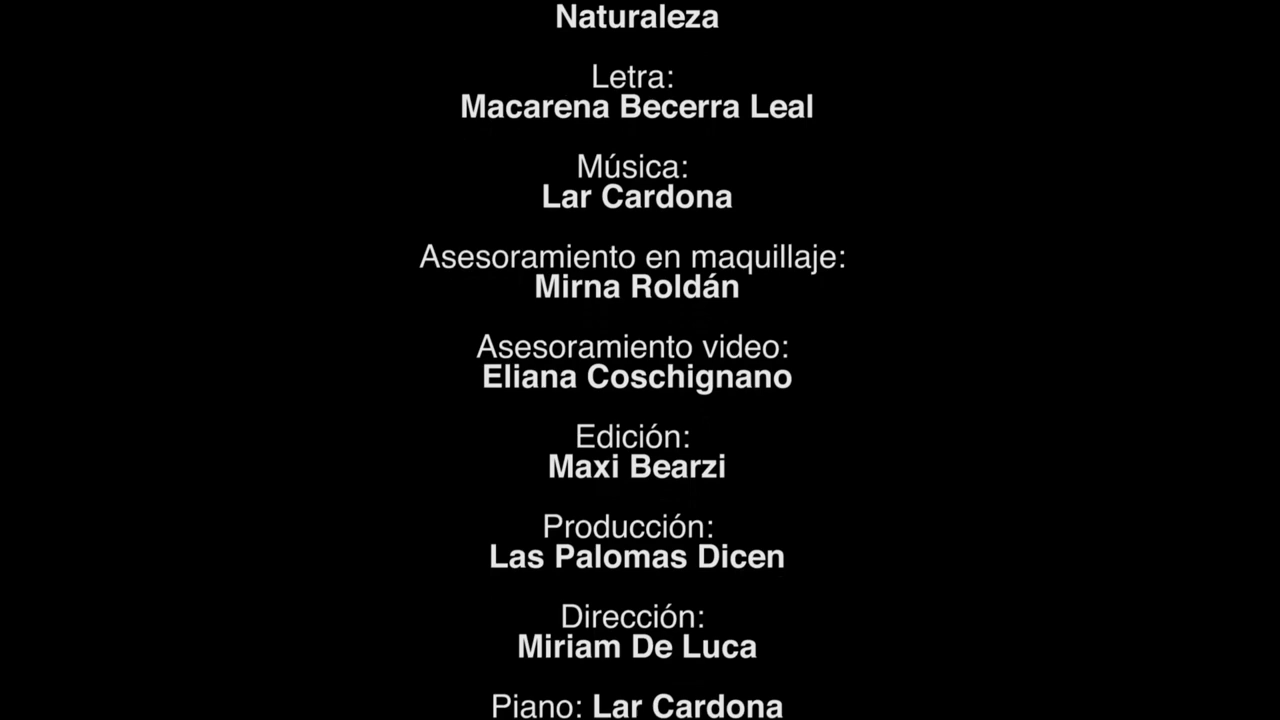 Naturaleza
Letra:
Macarena Becerra Leal
Música:
Lar Cardona
Asesoramiento en maquillaje:
Mirna Roldán
Asesoramiento video:
Eliana Coschignano
Edición:
Maxi Bearzi
Producción:
Las Palomas Dicen
Dirección:
Miriam De Luca
Piano: Lar Cardona